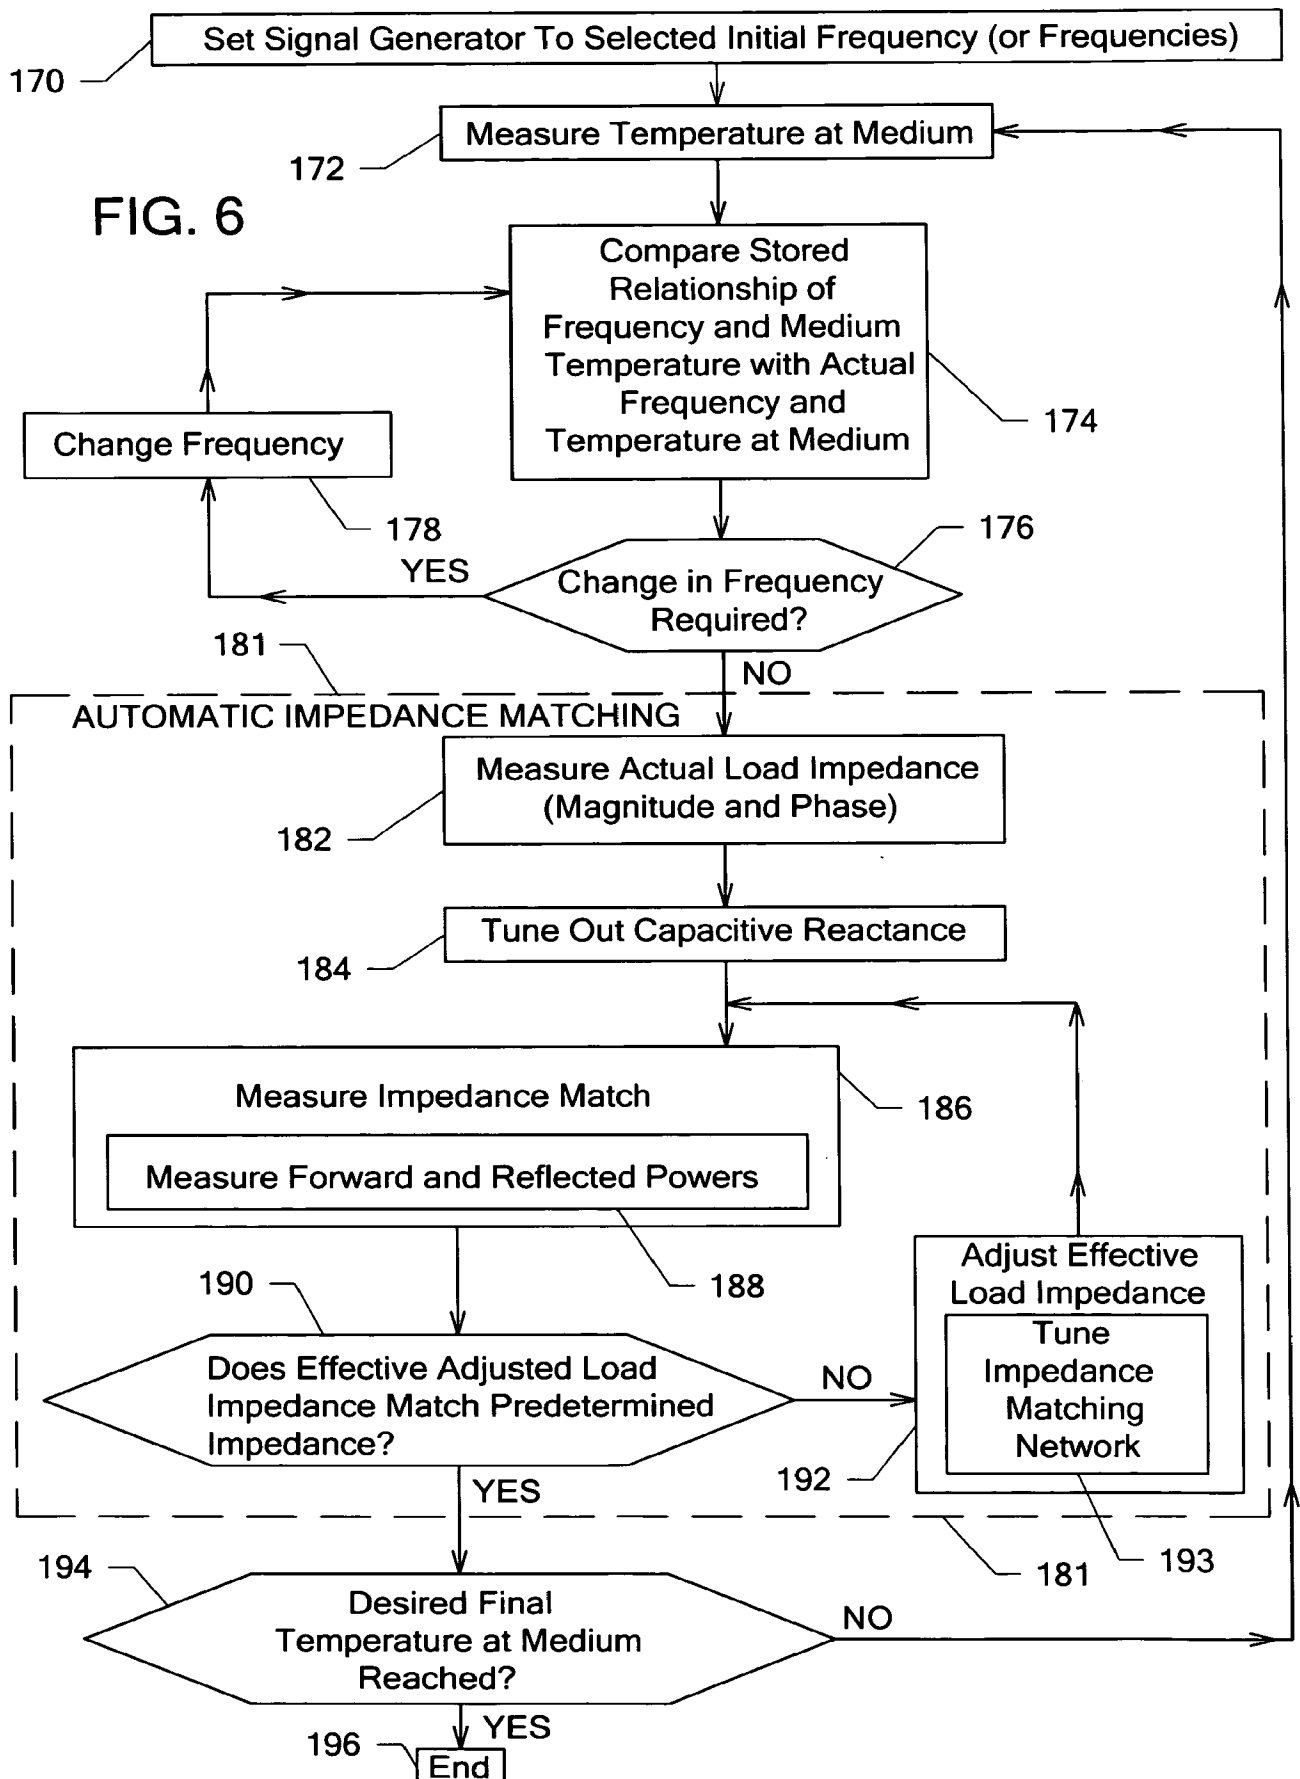 Set Signal Generator To Selected Initial Frequency (or Frequencies)
170
Measure Temperature at Medium
172
FIG. 6
Compare Stored
Relationship of
Frequency and Medium
Temperature with Actual
Frequency and
Temperature at Medium
174
Change Frequency
178
176
YES
Change in Frequency
Required?
181
NO
AUTOMATIC IMPEDANCE MATCHING
Measure Actual Load Impedance
(Magnitude and Phase)
182
Tune Out Capacitive Reactance
184
Measure Impedance Match
186
Measure Forward and Reflected Powers
188
190
Adjust Effective
Load Impedance
Tune
Impedance
Matching
Network
Does Effective Adjusted Load
Impedance Match Predetermined
Impedance?
NO
192
YES
193
181
194
Desired Final
Temperature at Medium
Reached?
NO
YES
196
End